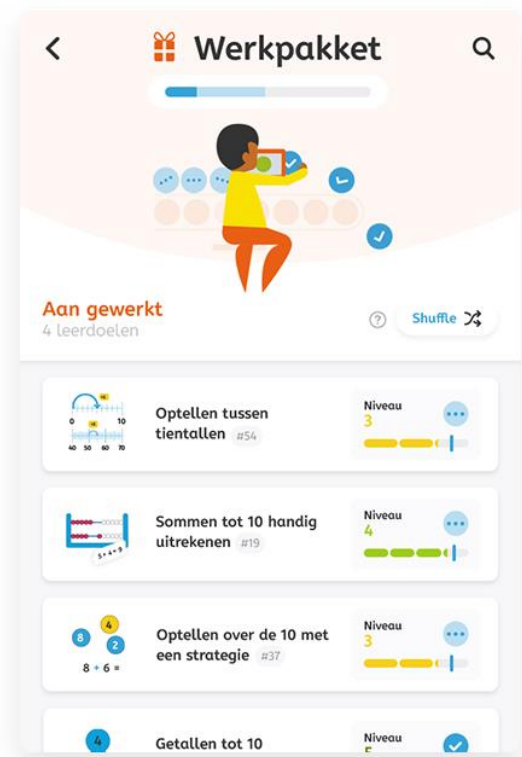 Werkpakket
Aan gewerkt
4 leerdoelen
?
Shuffle
0 10
40 50 60 70
Optellen tussen
tientallen #54
Niveau
3
5+4=9
Sommen tot 10 handig
uitrekenen #19
Niveau
4
4
8
2
8 + 6 =
Optellen over de 10 met
een strategie #37
Niveau
3
4
Getallen tot 10
Niveau